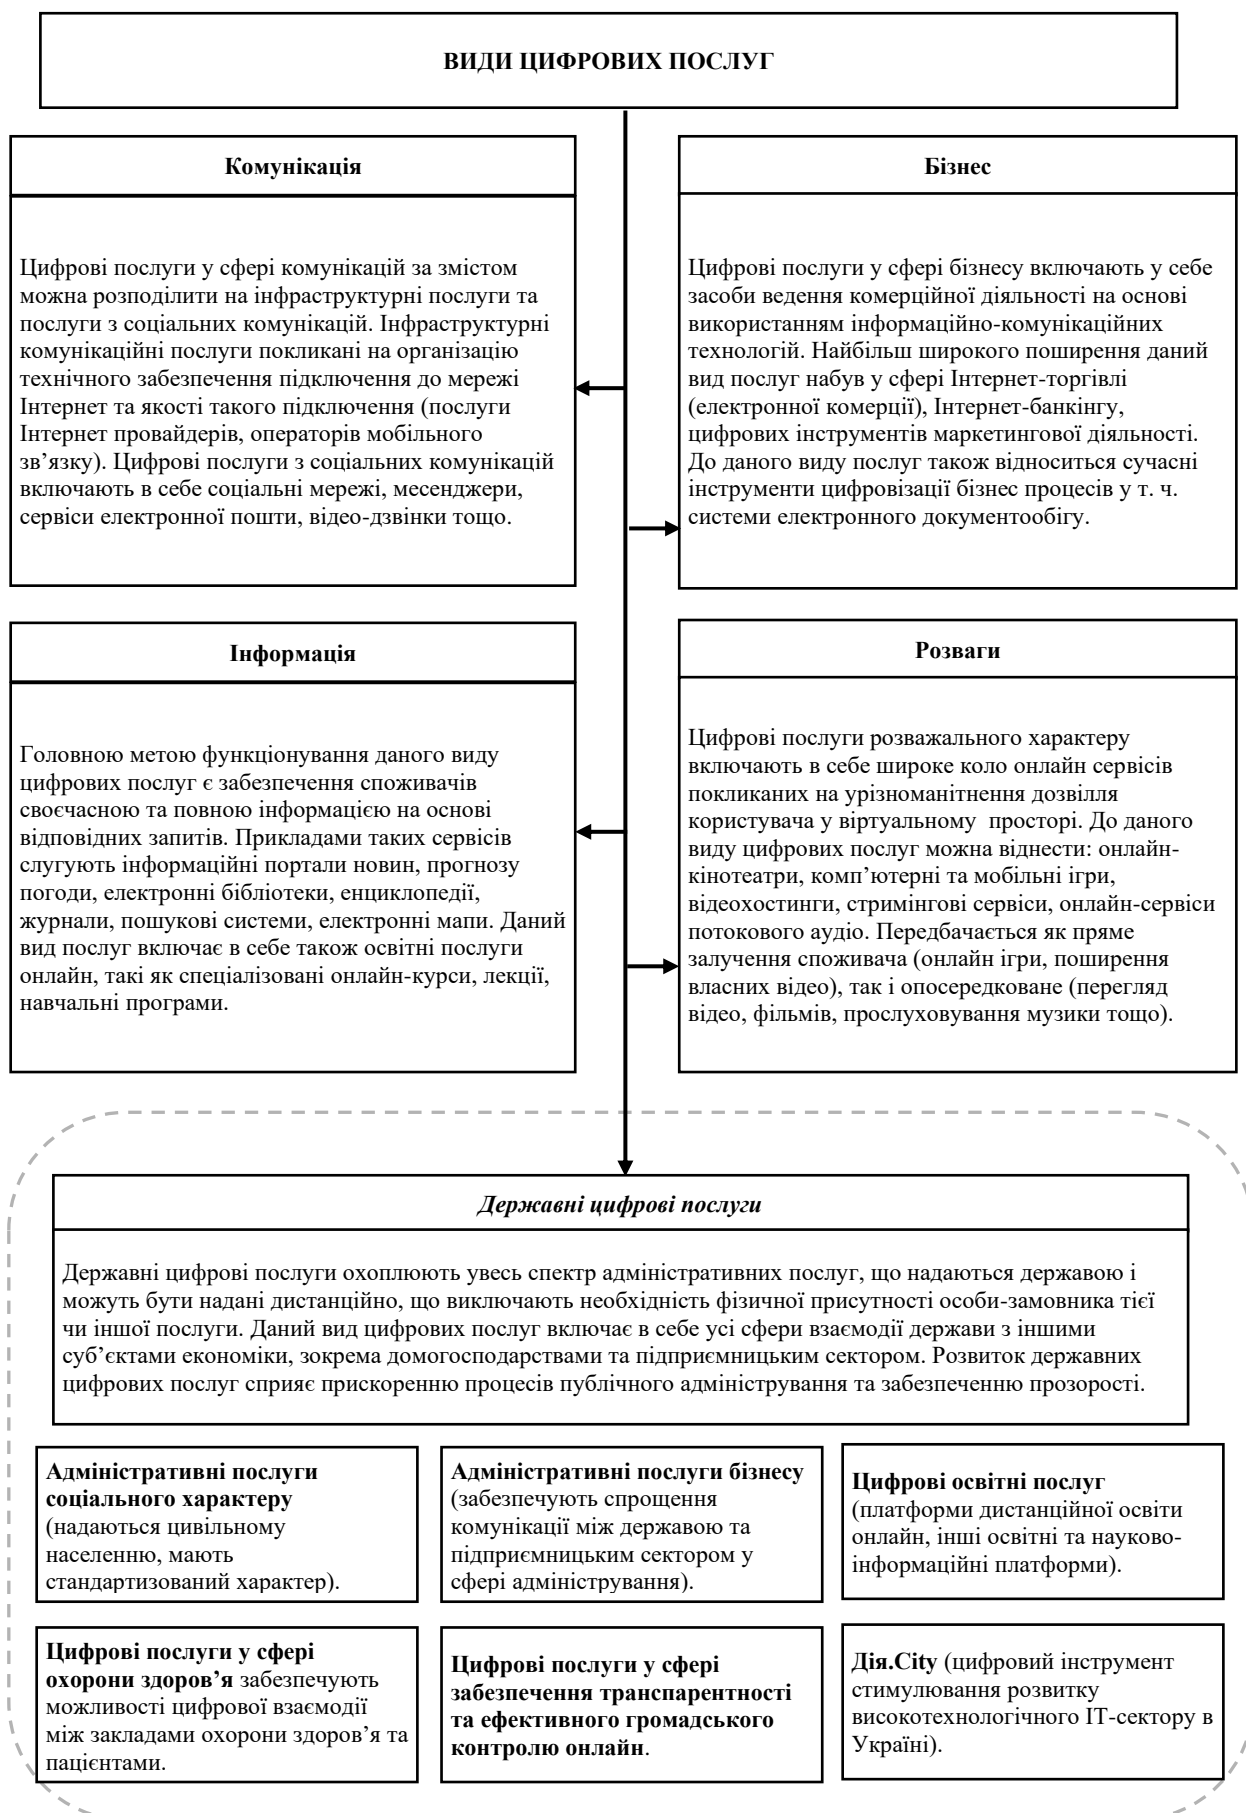 ВИДИ ЦИФРОВИХ ПОСЛУГ
Комунікація
Цифрові послуги у сфері комунікацій за змістом
можна розподілити на інфраструктурні послуги та
послуги з соціальних комунікацій. Інфраструктурні
комунікаційні послуги покликані на організацію
технічного забезпечення підключення до мережі
Інтернет та якості такого підключення (послуги
Інтернет провайдерів, операторів мобільного
зв’язку). Цифрові послуги з соціальних комунікацій
включають в себе соціальні мережі, месенджери,
сервіси електронної пошти, відео-дзвінки тощо.
Бізнес
Цифрові послуги у сфері бізнесу включають у себе
засоби ведення комерційної діяльності на основі
використанням інформаційно-комунікаційних
технологій. Найбільш широкого поширення даний
вид послуг набув у сфері Інтернет-торгівлі
(електронної комерції), Інтернет-банкінгу,
цифрових інструментів маркетингової діяльності.
До даного виду послуг також відноситься сучасні
інструменти цифровізації бізнес процесів у т. ч.
системи електронного документообігу.
Інформація
Головною метою функціонування даного виду
цифрових послуг є забезпечення споживачів
своєчасною та повною інформацією на основі
відповідних запитів. Прикладами таких сервісів
слугують інформаційні портали новин, прогнозу
погоди, електронні бібліотеки, енциклопедії,
журнали, пошукові системи, електронні мапи. Даний
вид послуг включає в себе також освітні послуги
онлайн, такі як спеціалізовані онлайн-курси, лекції,
навчальні програми.
Розваги
Цифрові послуги розважального характеру
включають в себе широке коло онлайн сервісів
покликаних на урізноманітнення дозвілля
користувача у віртуальному просторі. До даного
виду цифрових послуг можна віднести: онлайн-
кінотеатри, комп’ютерні та мобільні ігри,
відеохостинги, стримінгові сервіси, онлайн-сервіси
потокового аудіо. Передбачається як пряме
залучення споживача (онлайн ігри, поширення
власних відео), так і опосередковане (перегляд
відео, фільмів, прослуховування музики тощо).
Державні цифрові послуги
Державні цифрові послуги охоплюють увесь спектр адміністративних послуг, що надаються державою і
можуть бути надані дистанційно, що виключають необхідність фізичної присутності особи-замовника тієї
чи іншої послуги. Даний вид цифрових послуг включає в себе усі сфери взаємодії держави з іншими
суб’єктами економіки, зокрема домогосподарствами та підприємницьким сектором. Розвиток державних
цифрових послуг сприяє прискоренню процесів публічного адміністрування та забезпеченню прозорості.
Адміністративні послуги
соціального характеру
(надаються цивільному
населенню, мають
стандартизований характер).
Адміністративні послуги бізнесу
(забезпечують спрощення
комунікації між державою та
підприємницьким сектором у
сфері адміністрування).
Цифрові освітні послуг
(платформи дистанційної освіти
онлайн, інші освітні та науково-
інформаційні платформи).
Цифрові послуги у сфері
охорони здоров’я забезпечують
можливості цифрової взаємодії
між закладами охорони здоров’я та
пацієнтами.
Цифрові послуги у сфері
забезпечення транспарентності
та ефективного громадського
контролю онлайн.
Дія.City (цифровий інструмент
стимулювання розвитку
високотехнологічного ІТ-сектору в
Україні).